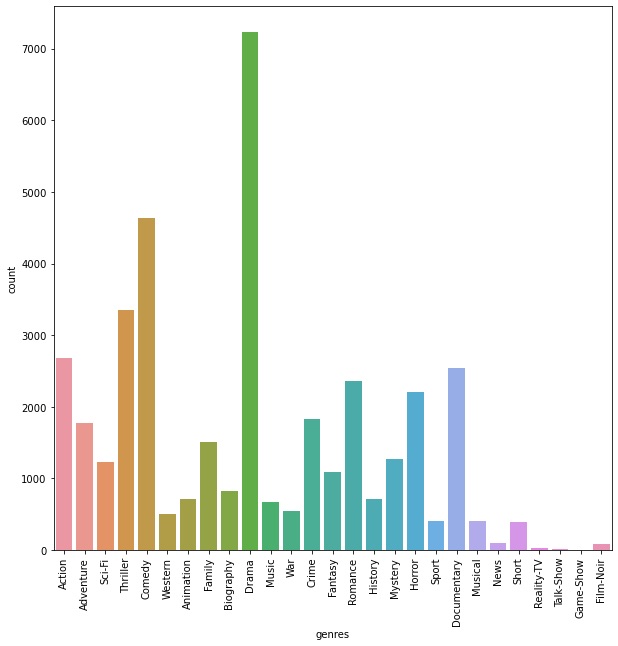 7000
6000
5000
4000
3000
2000
1000
0
count
Action
Adventure
Sci-Fi
Thriller
Comedy
Western
Animation
Family
Biography
Drama
Music
War
Crime
Fantasy
Romance
History
Mystery
Horror
Sport
Documentary
Musical
News
Short
Reality-TV
Talk-Show
Game-Show
Film-Noir
genres